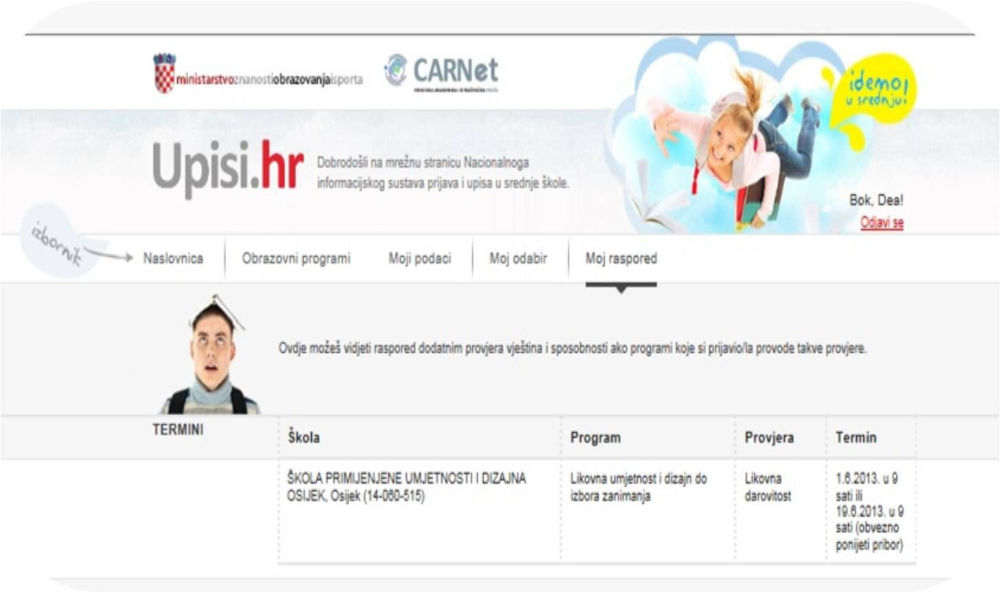 ministarstvoznanostiobrazovanjaisporta
CARNet
idemo
u srednju!
Upisi.hr
Dobrodošli na mrežnu stranicu Nacionalnoga
informacijskog sustava prijava i upisa u srednje škole.
Bok, Dea!
Odjavi se
izbornik
Naslovnica
Obrazovni programi
Moji podaci
Moj odabir
Moj raspored
Ovdje možeš vidjeti raspored dodatnim provjera vještina i sposobnosti ako programi koje si prijavio/la provode takve provjere.
TERMINI
Škola
Program
Provjera
Termin
ŠKOLA PRIMIJENJENE UMJETNOSTI I DIZAJNA
OSIJEK, Osijek (14-060-515)
Likovna umjetnost i dizajn do
izbora zanimanja
Likovna
darovitost
1.6.2013. u 9
sati ili
19.6.2013. u 9
sati (obvezno
ponijeti pribor)